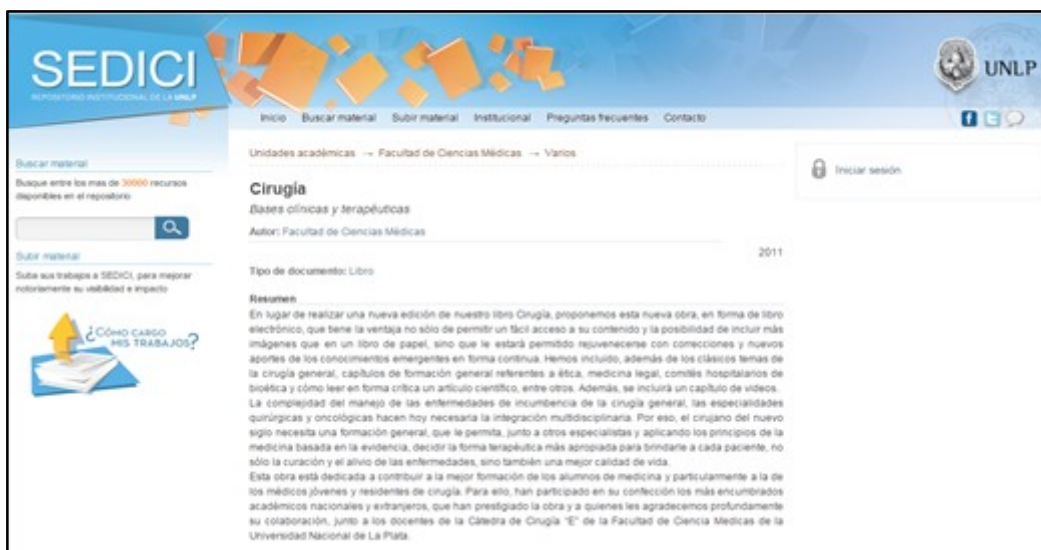 SEDICI
REPOSITORIO INSTITUCIONAL DE LA UNLP
UNLP
Inicio Buscar material Subir material Institucional Preguntas frecuentes Contacto
Buscar material
Busque entre los mas de 30000 recursos
disponibles en el repositorio
Subir material
Suba sus trabajos a SEDICI, para mejorar
notoriamente su visibilidad e impacto
¿CÓMO CARGO
MIS TRABAJOS?
Unidades académicas → Facultad de Ciencias Médicas → Varios
Cirugía
Bases clínicas y terapéuticas
Autor: Facultad de Ciencias Médicas
2011
Tipo de documento: Libro
Resumen
En lugar de realizar una nueva edición de nuestro libro Cirugía, proponemos esta nueva obra, en forma de libro
electrónico, que tiene la ventaja no sólo de permitir un fácil acceso a su contenido y la posibilidad de incluir más
imágenes que en un libro de papel, sino que le estará permitido rejuvenecerse con correcciones y nuevos
aportes de los conocimientos emergentes en forma continua. Hemos incluido, además de los clásicos temas de
la cirugía general, capítulos de formación general referentes a ética, medicina legal, comités hospitalarios de
bioética y cómo leer en forma crítica un artículo científico, entre otros. Además, se incluirá un capítulo de videos.
La complejidad del manejo de las enfermedades de incumbencia de la cirugía general, las especialidades
quirúrgicas y oncológicas hacen hoy necesaria la integración multidisciplinaria. Por eso, el cirujano del nuevo
siglo necesita una formación general, que le permita, junto a otros especialistas y aplicando los principios de la
medicina basada en la evidencia, decidir la forma terapéutica más apropiada para brindarle a cada paciente, no
sólo la curación y el alivio de las enfermedades, sino también una mejor calidad de vida.
Esta obra está dedicada a contribuir a la mejor formación de los alumnos de medicina y particularmente a la de
los médicos jóvenes y residentes de cirugía. Para ello, han participado en su confección los más encumbrados
académicos nacionales y extranjeros, que han prestigiado la obra y a quienes les agradecemos profundamente
su colaboración, junto a los docentes de la Cátedra de Cirugía "E" de la Facultad de Ciencia Medicas de la
Universidad Nacional de La Plata.
Iniciar sesión